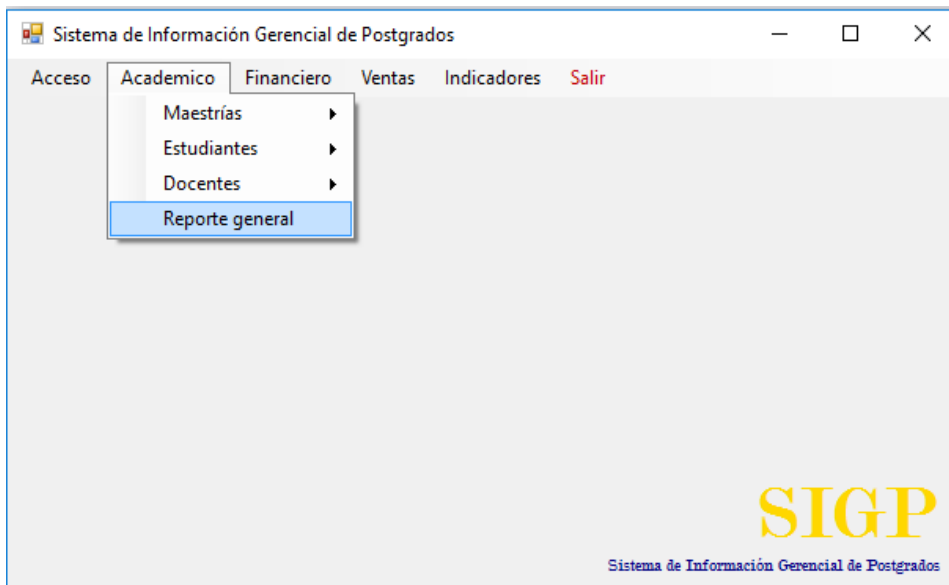 Sistema de Información Gerencial de Postgrados
Acceso Academico Financiero Ventas Indicadores Salir
Maestrías
Estudiantes
Docentes
Reporte general
SIGP
Sistema de Información Gerencial de Postgrados